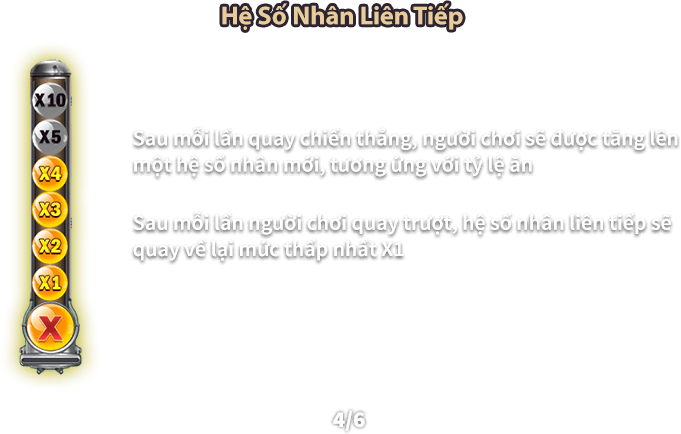 Hệ Số Nhân Liên Tiếp
X10
X5
X4
X3
X2
X1
X
Sau mỗi lần quay chiến thắng, người chơi sẽ được tăng lên
một hệ số nhân mới, tương ứng với tỷ lệ ăn
Sau mỗi lần người chơi quay trượt, hệ số nhân liên tiếp sẽ
quay về lại mức thấp nhất X1
4/6